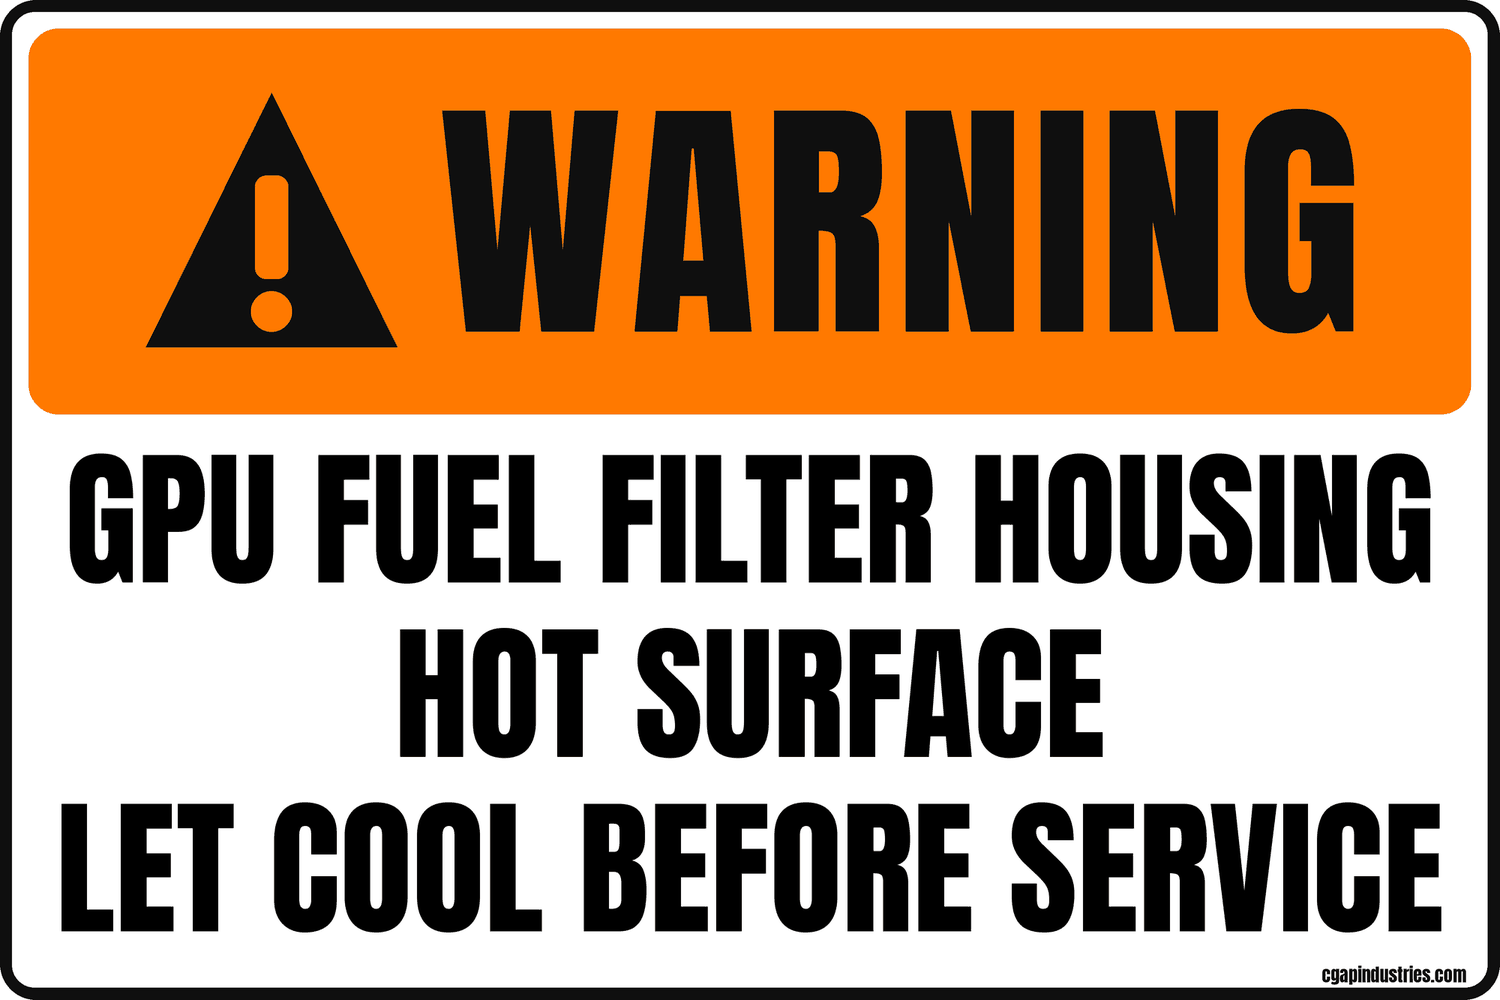 WARNING
GPU FUEL FILTER HOUSING
HOT SURFACE
LET COOL BEFORE SERVICE
cgapindustries.com